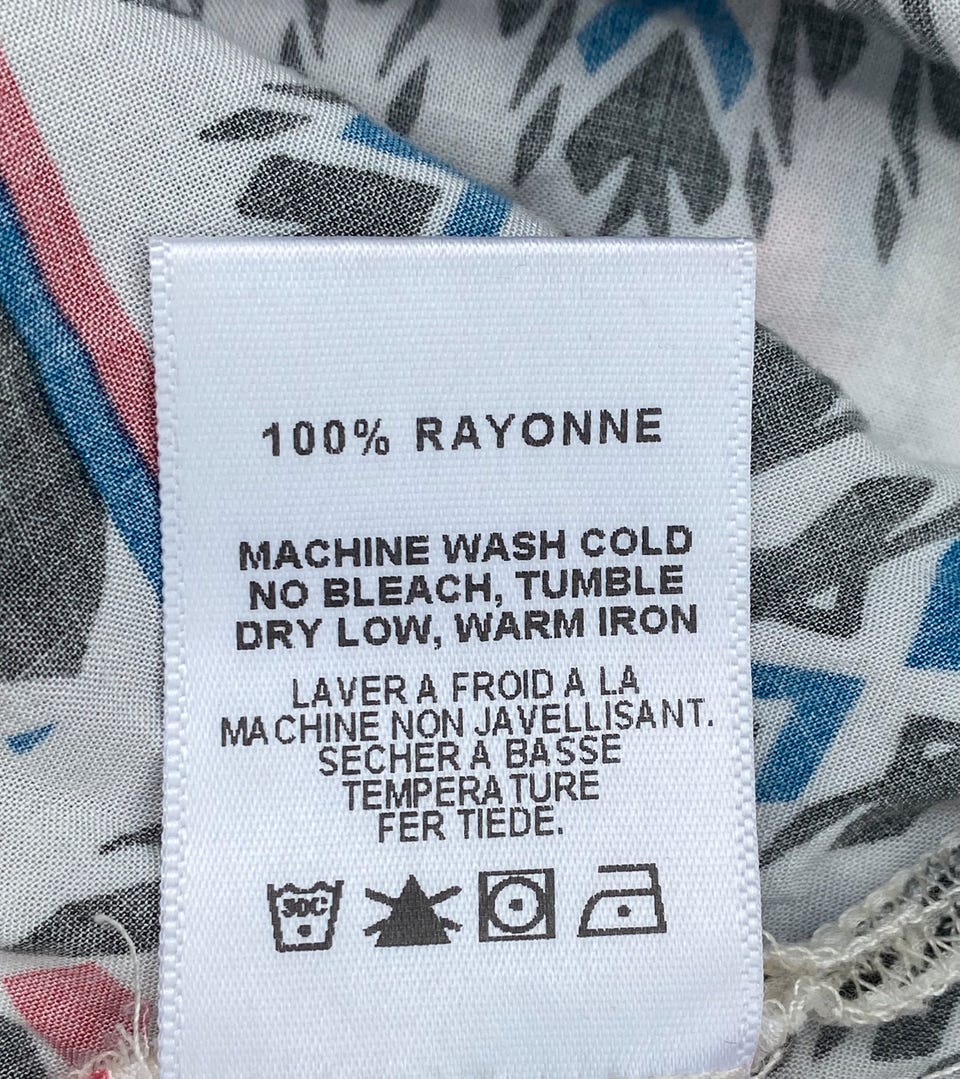 100% RAYONNE
MACHINE WASH COLD
NO BLEACH, TUMBLE
DRY LOW, WARM IRON
LAVER A FROID A LA
MACHINE NON JAVELLISANT.
SECHER A BASSE
TEMPERATURE
FER TIEDE.
30C